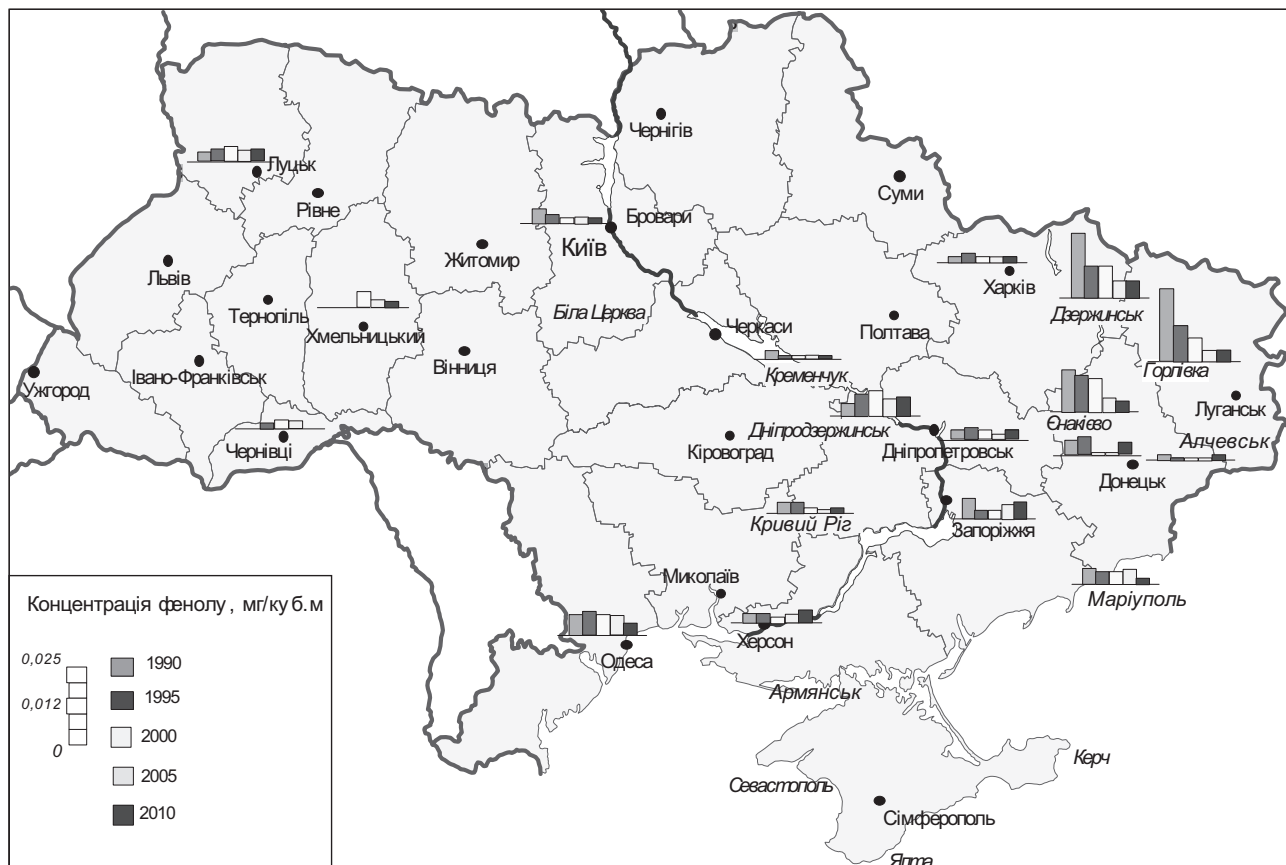 Чернігів
Луцьк
Суми
Рівне
Бровари
Київ
Житомир
Львів
Харків
Дзержинськ
Тернопіль
Біла Церква
Хмельницький
Черкаси
Полтава
Вінниця
Івано-Франківськ
Кременчук
Горлівка
Ужгород
Луганськ
Єнакієво
Дніпродзержинськ
Алчевськ
Чернівці
Кіровоград
Дніпропетровськ
Донецьк
Кривий Ріг
Запоріжжя
Миколаїв
Маріуполь
Херсон
Одеса
Армянськ
Керч
Севастополь
Сімферополь
Ялта
Концентрація фенолу, мг/куб.м
0,025
0,012
0
1990
1995
2000
2005
2010